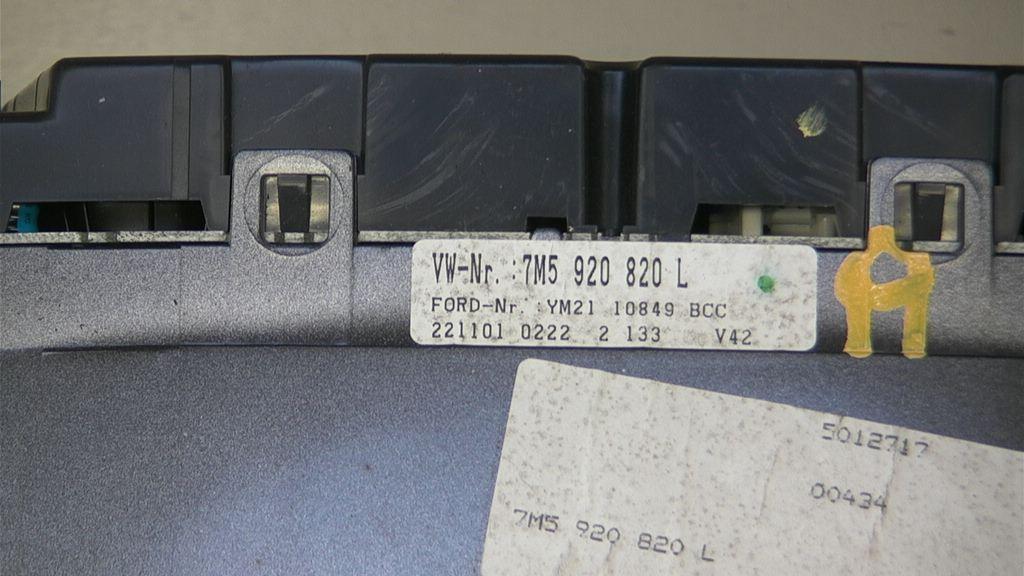 VW-Nr. :7M5 920 820 L
FORD-Nr. :YM21 10849 BCC
221101 0222 2 133 V42
A
5012717
00434
7M5 920 820 L